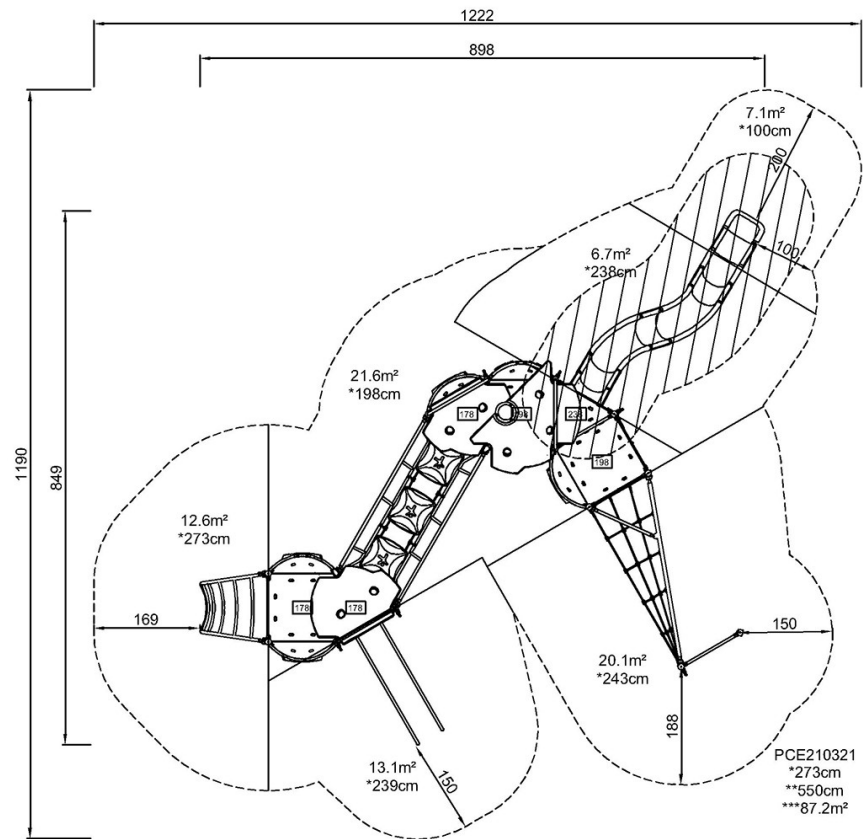 1222
898
7.1m²
*100cm
200
100
6.7m²
*238cm
1190
849
21.6m²
*198cm
178
238
198
12.6m²
*273cm
178
178
169
150
20.1m²
*243cm
188
13.1m²
*239cm
150
PCE210321
*273cm
**550cm
***87.2m²